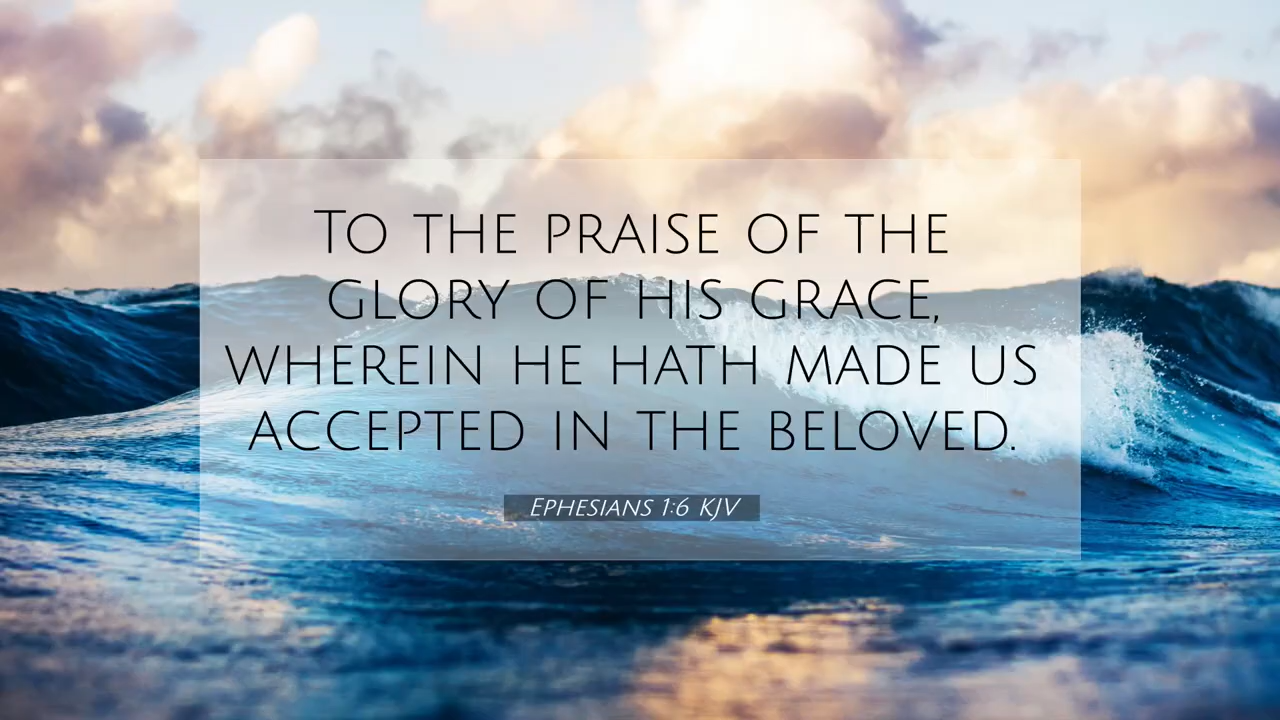 To the praise of the
glory of his grace,
wherein he hath made us
accepted in the beloved.
Ephesians 1:6 KJV